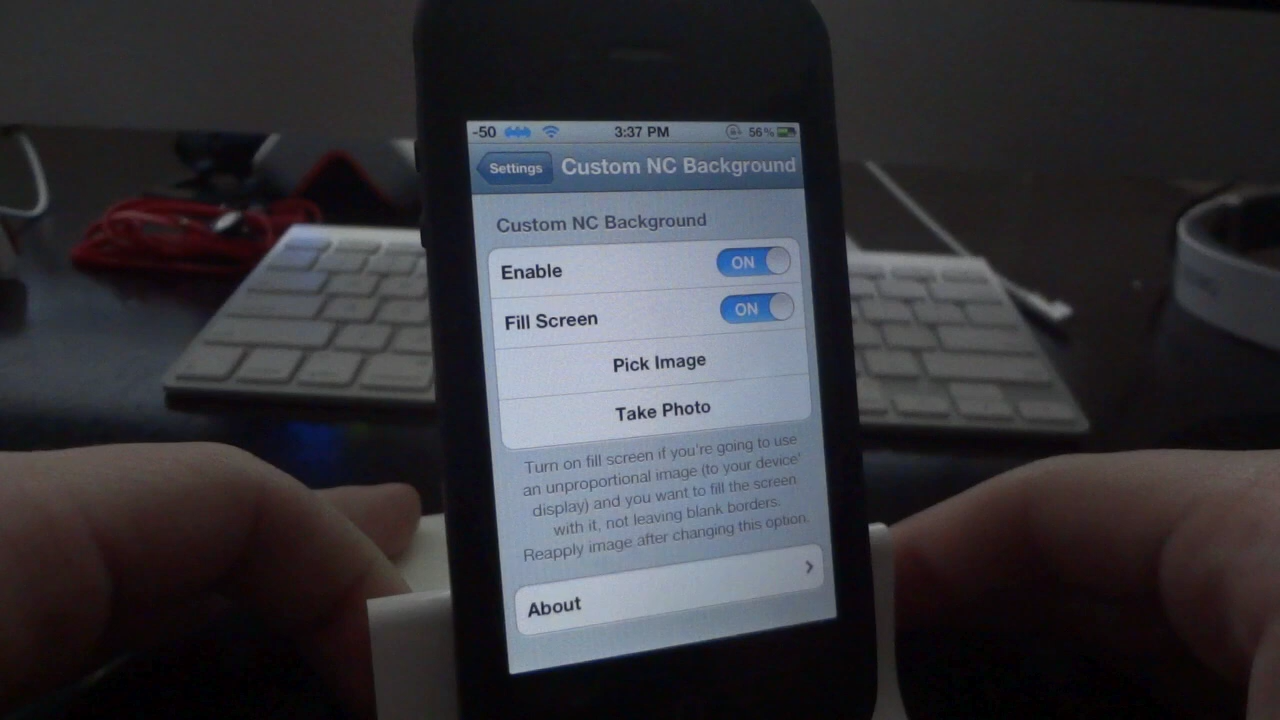 -50 3:37 PM 56%
Settings Custom NC Background
Custom NC Background
Enable ON
Fill Screen ON
Pick Image
Take Photo
Turn on fill screen if you're going to use
an unproportional image (to your device'
display) and you want to fill the screen
with it, not leaving blank borders.
Reapply image after changing this option.
About